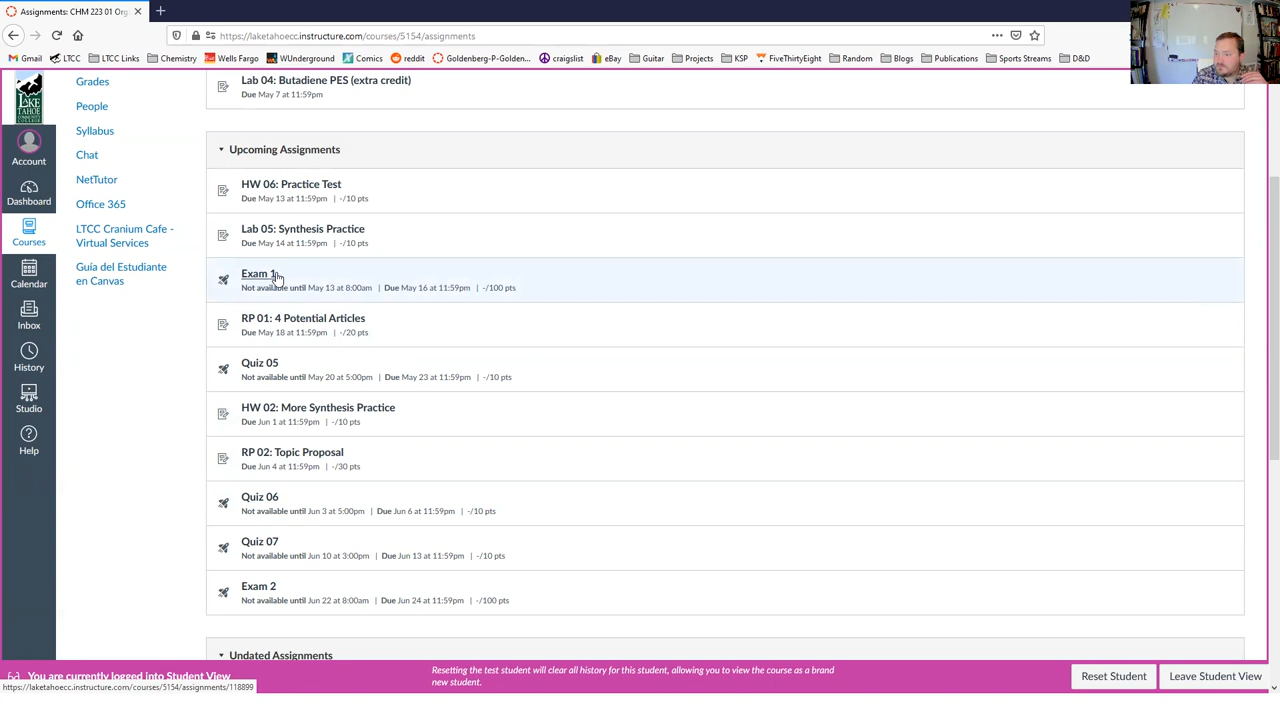 Assignments: CHM 223 01 Org
https://laketahoecc.instructure.com/courses/5154/assignments
Gmail LTCC LTCC Links Chemistry Wells Fargo WUnderground Comics reddit Goldenberg-P-Golden... craigslist eBay Guitar Projects KSP FiveThirtyEight Random Blogs Publications Sports Streams D&D
LAKE TAHOE
Account
Dashboard
Courses
Calendar
Inbox
History
Studio
Help
Grades
People
Syllabus
Chat
NetTutor
Office 365
LTCC Cranium Cafe -
Virtual Services
Guía del Estudiante
en Canvas
Lab 04: Butadiene PES (extra credit)
Due May 7 at 11:59pm
Upcoming Assignments
HW 06: Practice Test
Due May 13 at 11:59pm | -/10 pts
Lab 05: Synthesis Practice
Due May 14 at 11:59pm | -/10 pts
Exam 1
Not available until May 13 at 8:00am | Due May 16 at 11:59pm | -/100 pts
RP 01: 4 Potential Articles
Due May 18 at 11:59pm | -/20 pts
Quiz 05
Not available until May 20 at 5:00pm | Due May 23 at 11:59pm | -/10 pts
HW 02: More Synthesis Practice
Due Jun 1 at 11:59pm | -/10 pts
RP 02: Topic Proposal
Due Jun 4 at 11:59pm | -/30 pts
Quiz 06
Not available until Jun 3 at 5:00pm | Due Jun 6 at 11:59pm | -/10 pts
Quiz 07
Not available until Jun 10 at 3:00pm | Due Jun 13 at 11:59pm | -/10 pts
Exam 2
Not available until Jun 22 at 8:00am | Due Jun 24 at 11:59pm | -/100 pts
Undated Assignments
You are currently logged into Student View
Resetting the test student will clear all history for this student, allowing you to view the course as a brand
new student.
Reset Student
Leave Student View
https://laketahoecc.instructure.com/courses/5154/assignments/118899